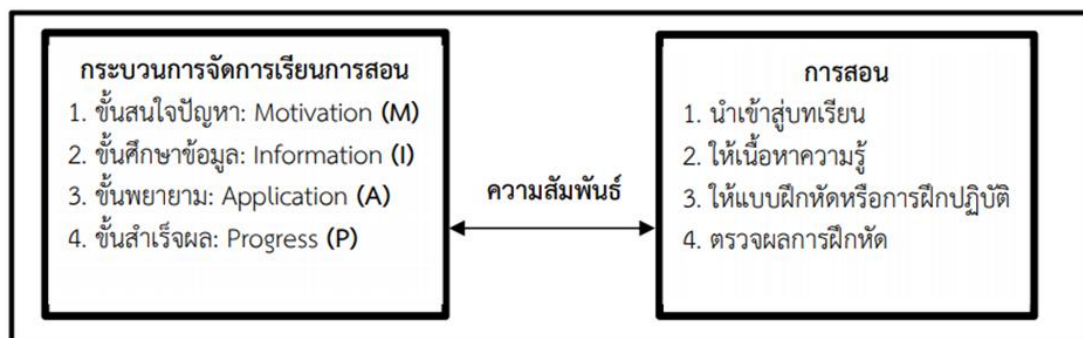 กระบวนการจัดการเรียนการสอน
1. ขั้นสนใจปัญหา: Motivation (M)
2. ขั้นศึกษาข้อมูล: Information (I)
3. ขั้นพยายาม: Application (A)
4. ขั้นสำเร็จผล: Progress (P)
ความสัมพันธ์
การสอน
1. นำเข้าสู่บทเรียน
2. ให้เนื้อหาความรู้
3. ให้แบบฝึกหัดหรือการฝึกปฏิบัติ
4. ตรวจผลการฝึกหัด